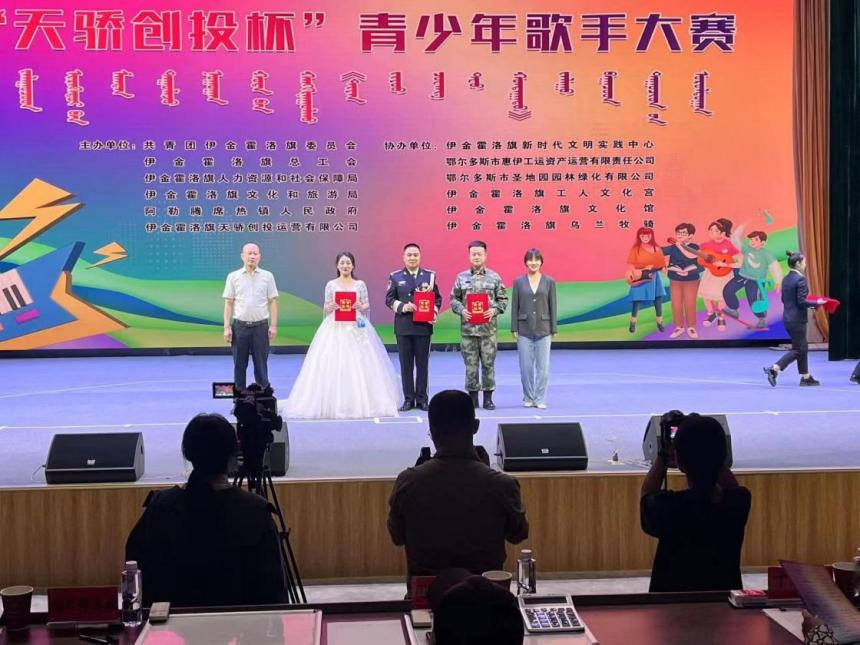 “天骄创投杯”青少年歌手大赛
主办单位：共青团伊金霍洛旗委员会
伊金霍洛旗总工会
伊金霍洛旗人力资源和社会保障局
伊金霍洛旗文化和旅游局
阿勒腾席热镇人民政府
伊金霍洛旗天骄创投运营有限公司
协办单位：伊金霍洛旗新时代文明实践中心
鄂尔多斯市惠伊工运资产运营有限责任公司
鄂尔多斯市圣地园园林绿化有限公司
伊金霍洛旗工人文化宫
伊金霍洛旗文化馆
伊金霍洛旗乌兰牧骑